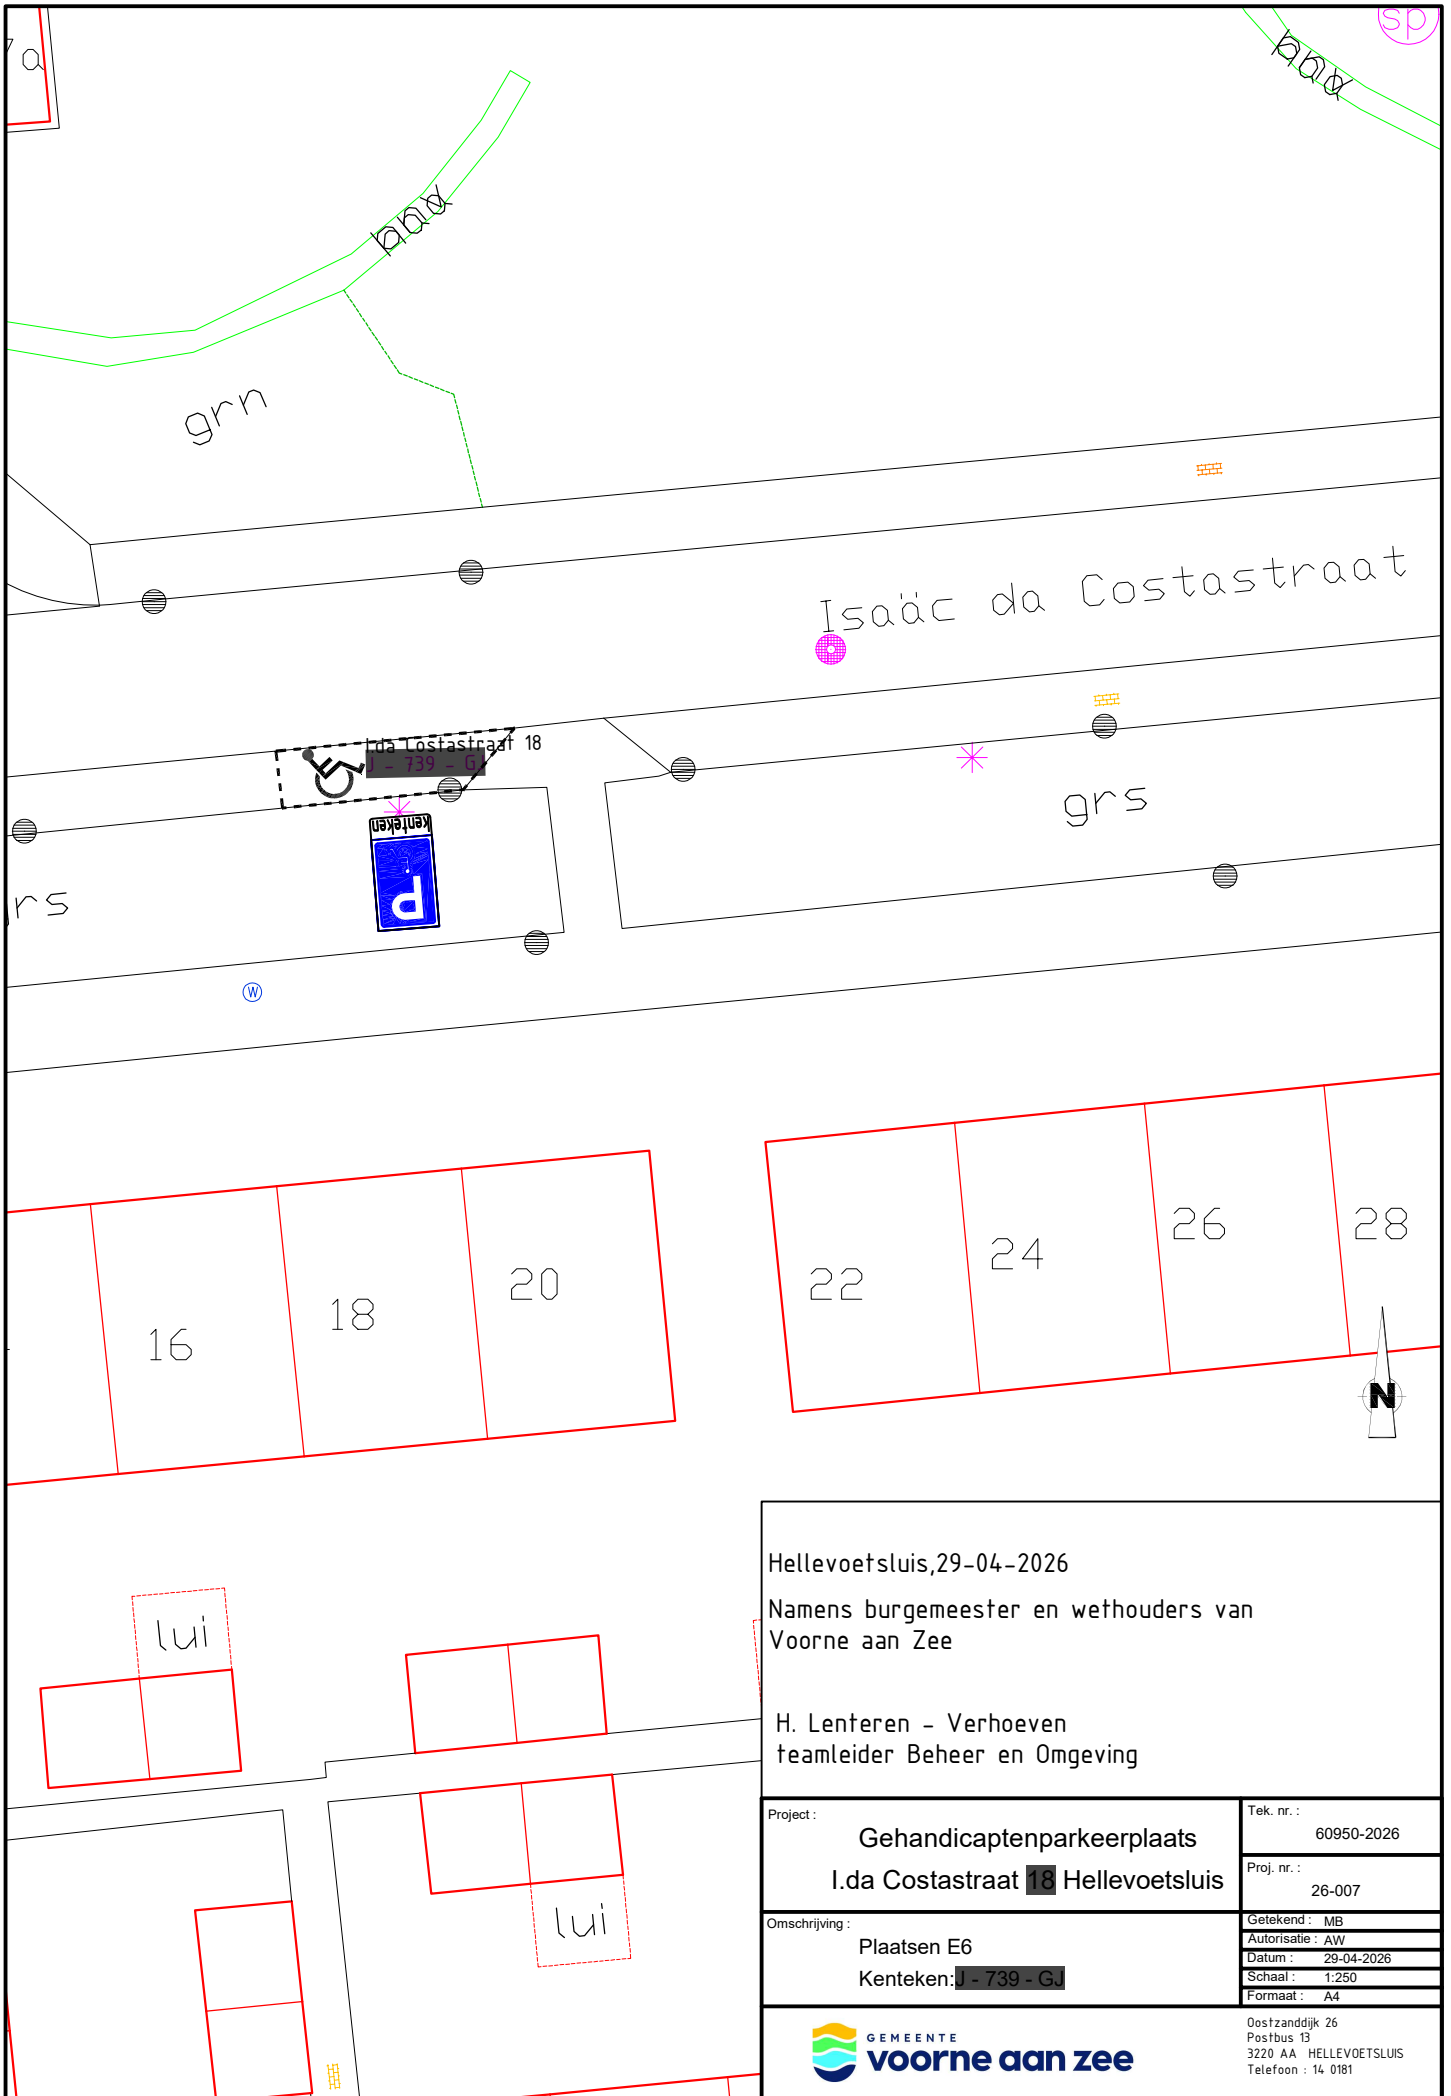 sp
grn
Isaäc da Costastraat
I.da Costastraat 18
J - 739 - GJ
kenteken
P
grs
W
16
18
20
22
24
26
28
N
lui
lui
Hellevoetsluis,29-04-2026
Namens burgemeester en wethouders van
Voorne aan Zee
H. Lenteren - Verhoeven
teamleider Beheer en Omgeving
Project :
Gehandicaptenparkeerplaats
I.da Costastraat 18 Hellevoetsluis
Tek. nr. :
60950-2026
Proj. nr. :
26-007
Omschrijving :
Plaatsen E6
Kenteken: J - 739 - GJ
Getekend : MB
Autorisatie : AW
Datum : 29-04-2026
Schaal : 1:250
Formaat : A4
GEMEENTE
voorne aan zee
Oostzanddijk 26
Postbus 13
3220 AA HELLEVOETSLUIS
Telefoon : 14 0181